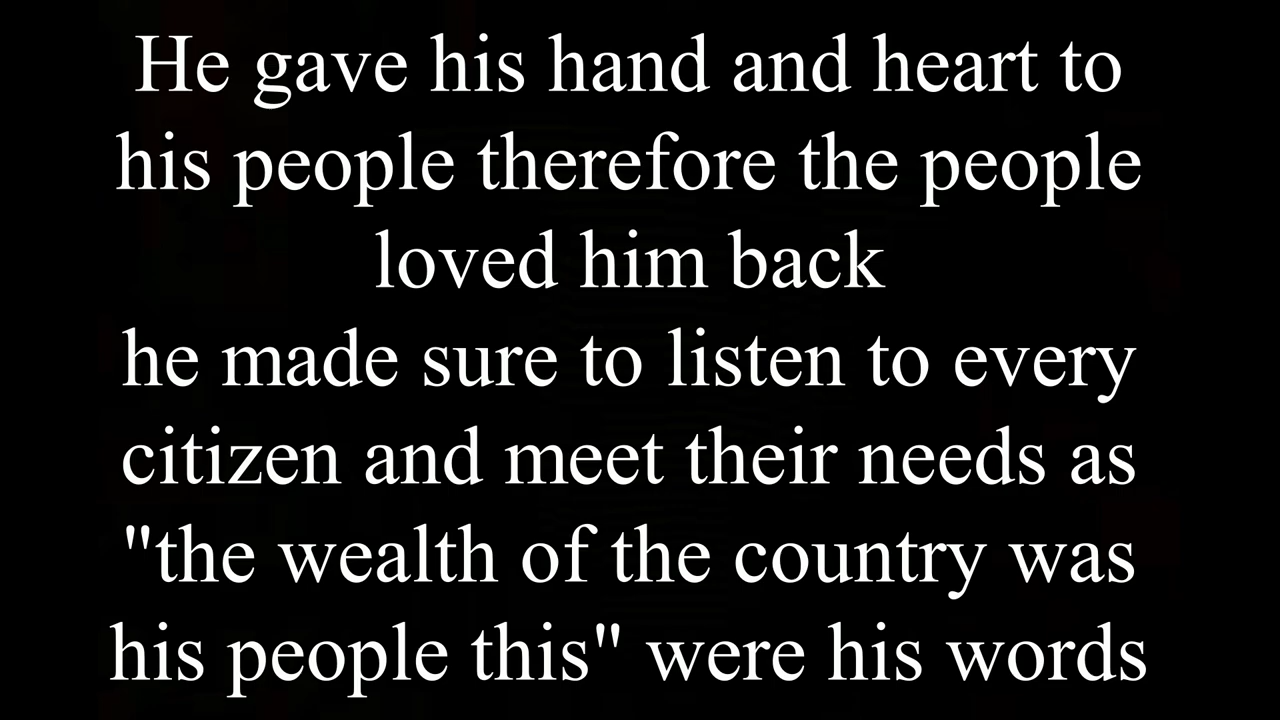 He gave his hand and heart to
his people therefore the people
loved him back
he made sure to listen to every
citizen and meet their needs as
"the wealth of the country was
his people this" were his words